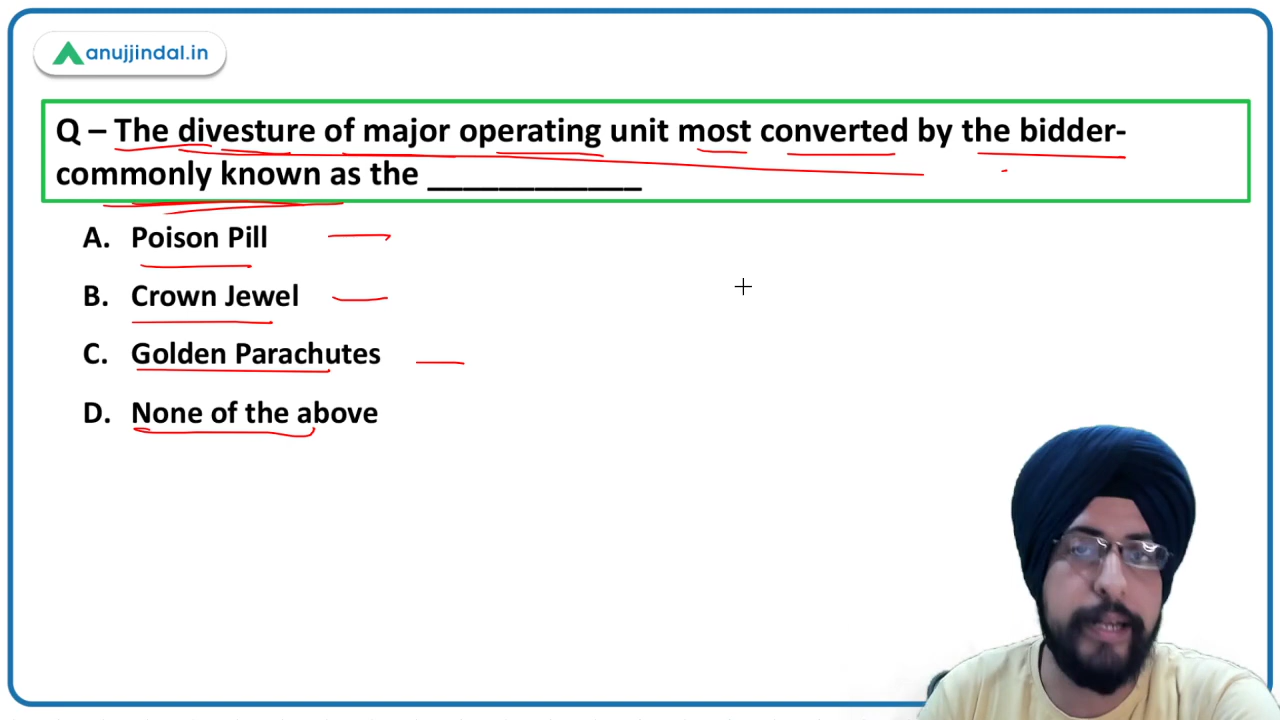 anujjindal.in
Q – The divesture of major operating unit most converted by the bidder-
commonly known as the ____________
A. Poison Pill
B. Crown Jewel
C. Golden Parachutes
D. None of the above